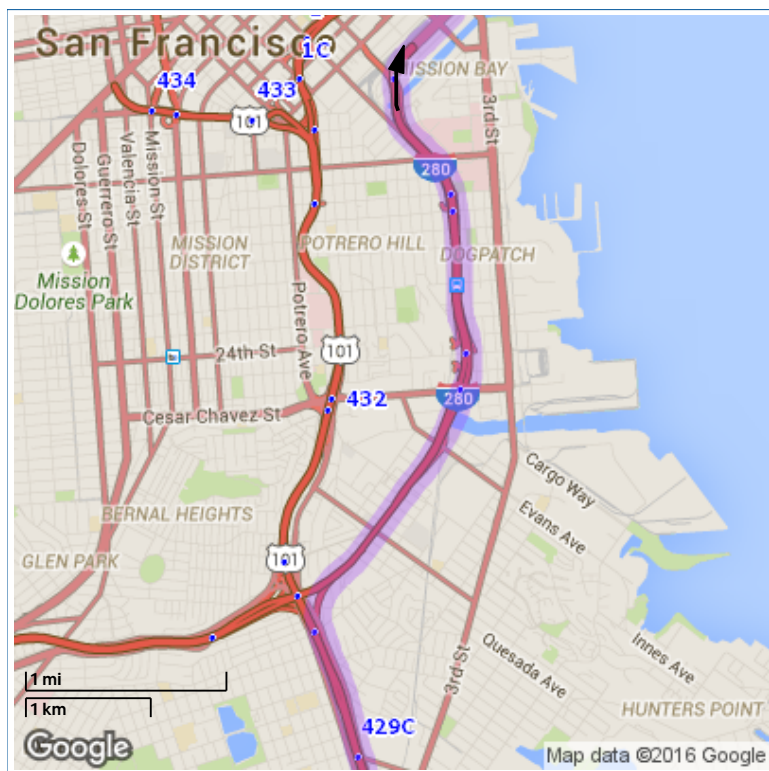 San Francisco
1C
MISSION BAY
434
433
101
3rd St
Mission St
Valencia St
Guerrero St
Dolores St
280
MISSION
DISTRICT
POTRERO HILL
DOGPATCH
Mission
Dolores Park
Potrero Ave
101
24th St
280
432
Cesar Chavez St
Cargo Way
BERNAL HEIGHTS
Evans Ave
GLEN PARK
101
Innes Ave
Quesada Ave
3rd St
1 mi
1 km
HUNTERS POINT
429C
Google
Map data ©2016 Google